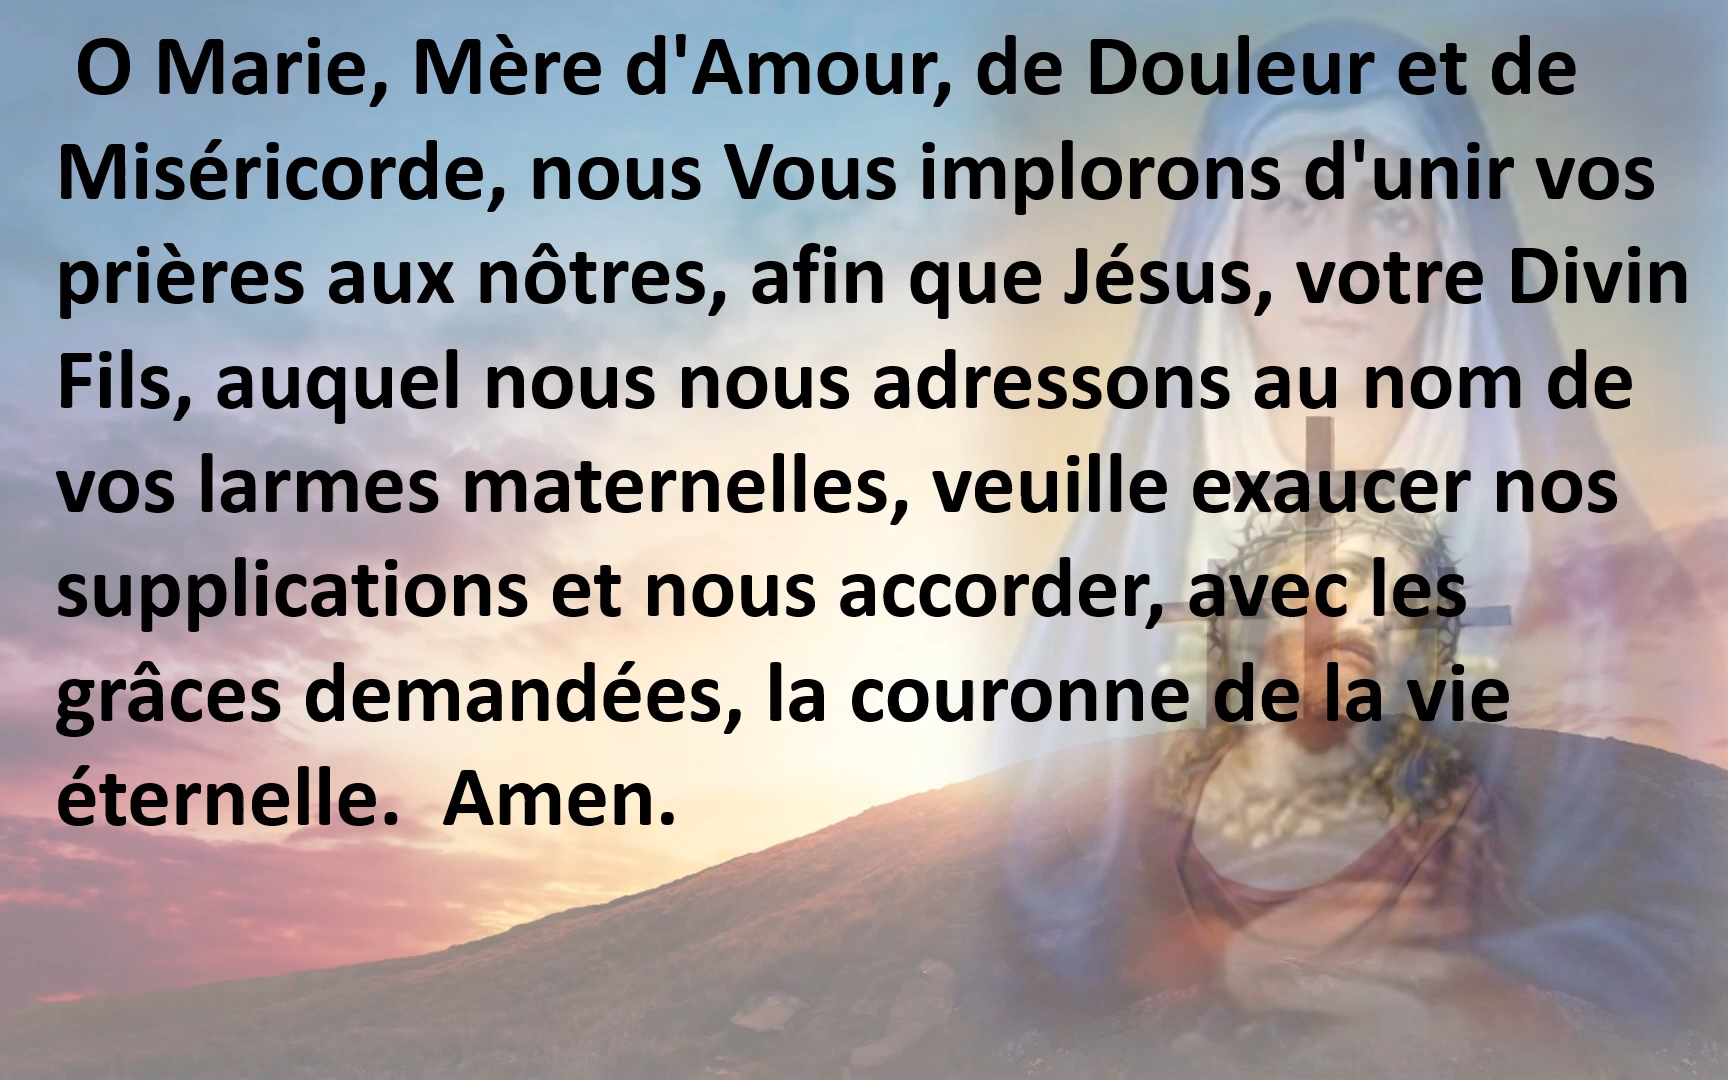 O Marie, Mère d'Amour, de Douleur et de
Miséricorde, nous Vous implorons d'unir vos
prières aux nôtres, afin que Jésus, votre Divin
Fils, auquel nous nous adressons au nom de
vos larmes maternelles, veuille exaucer nos
supplications et nous accorder, avec les
grâces demandées, la couronne de la vie
éternelle.  Amen.